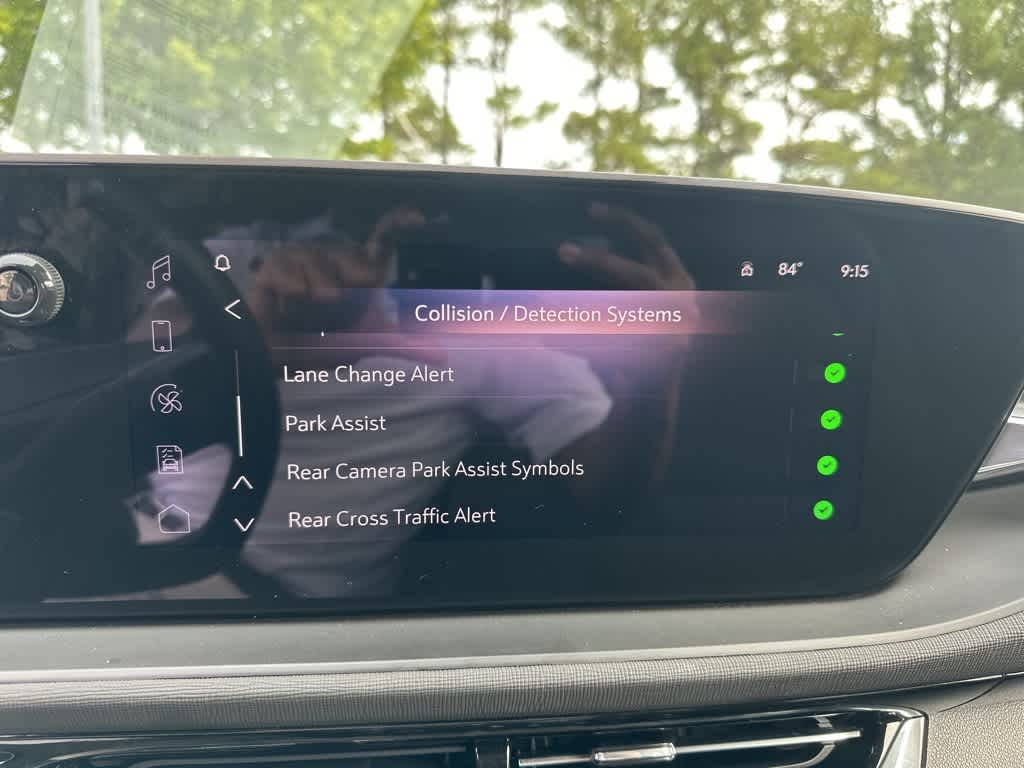 84°
9:15
Collision / Detection Systems
Lane Change Alert
Park Assist
Rear Camera Park Assist Symbols
Rear Cross Traffic Alert